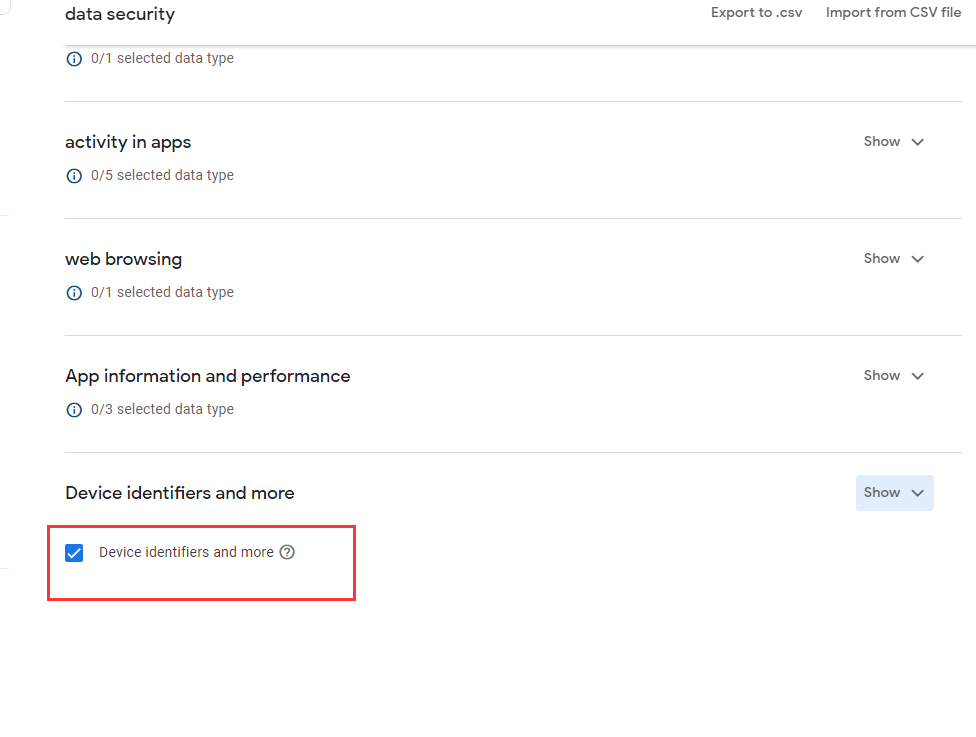 data security
Export to .csv
Import from CSV file
0/1 selected data type
activity in apps
Show
0/5 selected data type
web browsing
Show
0/1 selected data type
App information and performance
Show
0/3 selected data type
Device identifiers and more
Show
Device identifiers and more